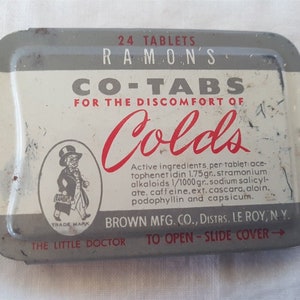 24 TABLETS
RAMON'S
CO-TABS
FOR THE DISCOMFORT OF
Colds
Active ingredients per tablet: ace-
tophenetidin 1.75 gr., stramonium
alkaloids 1/1000 gr., sodium salicyl-
ate, caffeine, ext. cascara, aloin,
podophyllin and capsicum.
TRADE MARK
BROWN MFG. CO., DISTRS. LE ROY, N.Y.
THE LITTLE DOCTOR
TO OPEN - SLIDE COVER →